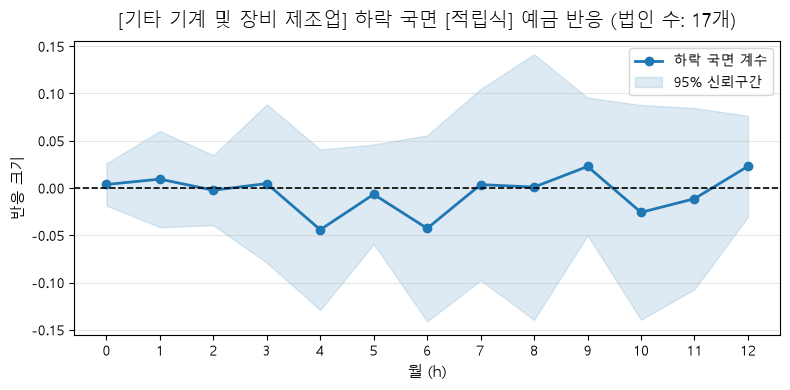 [기타 기계 및 장비 제조업] 하락 국면 [적립식] 예금 반응 (법인 수: 17개)
하락 국면 계수
95% 신뢰구간
반응 크기
0.15
0.10
0.05
0.00
-0.05
-0.10
-0.15
0 1 2 3 4 5 6 7 8 9 10 11 12
월 (h)